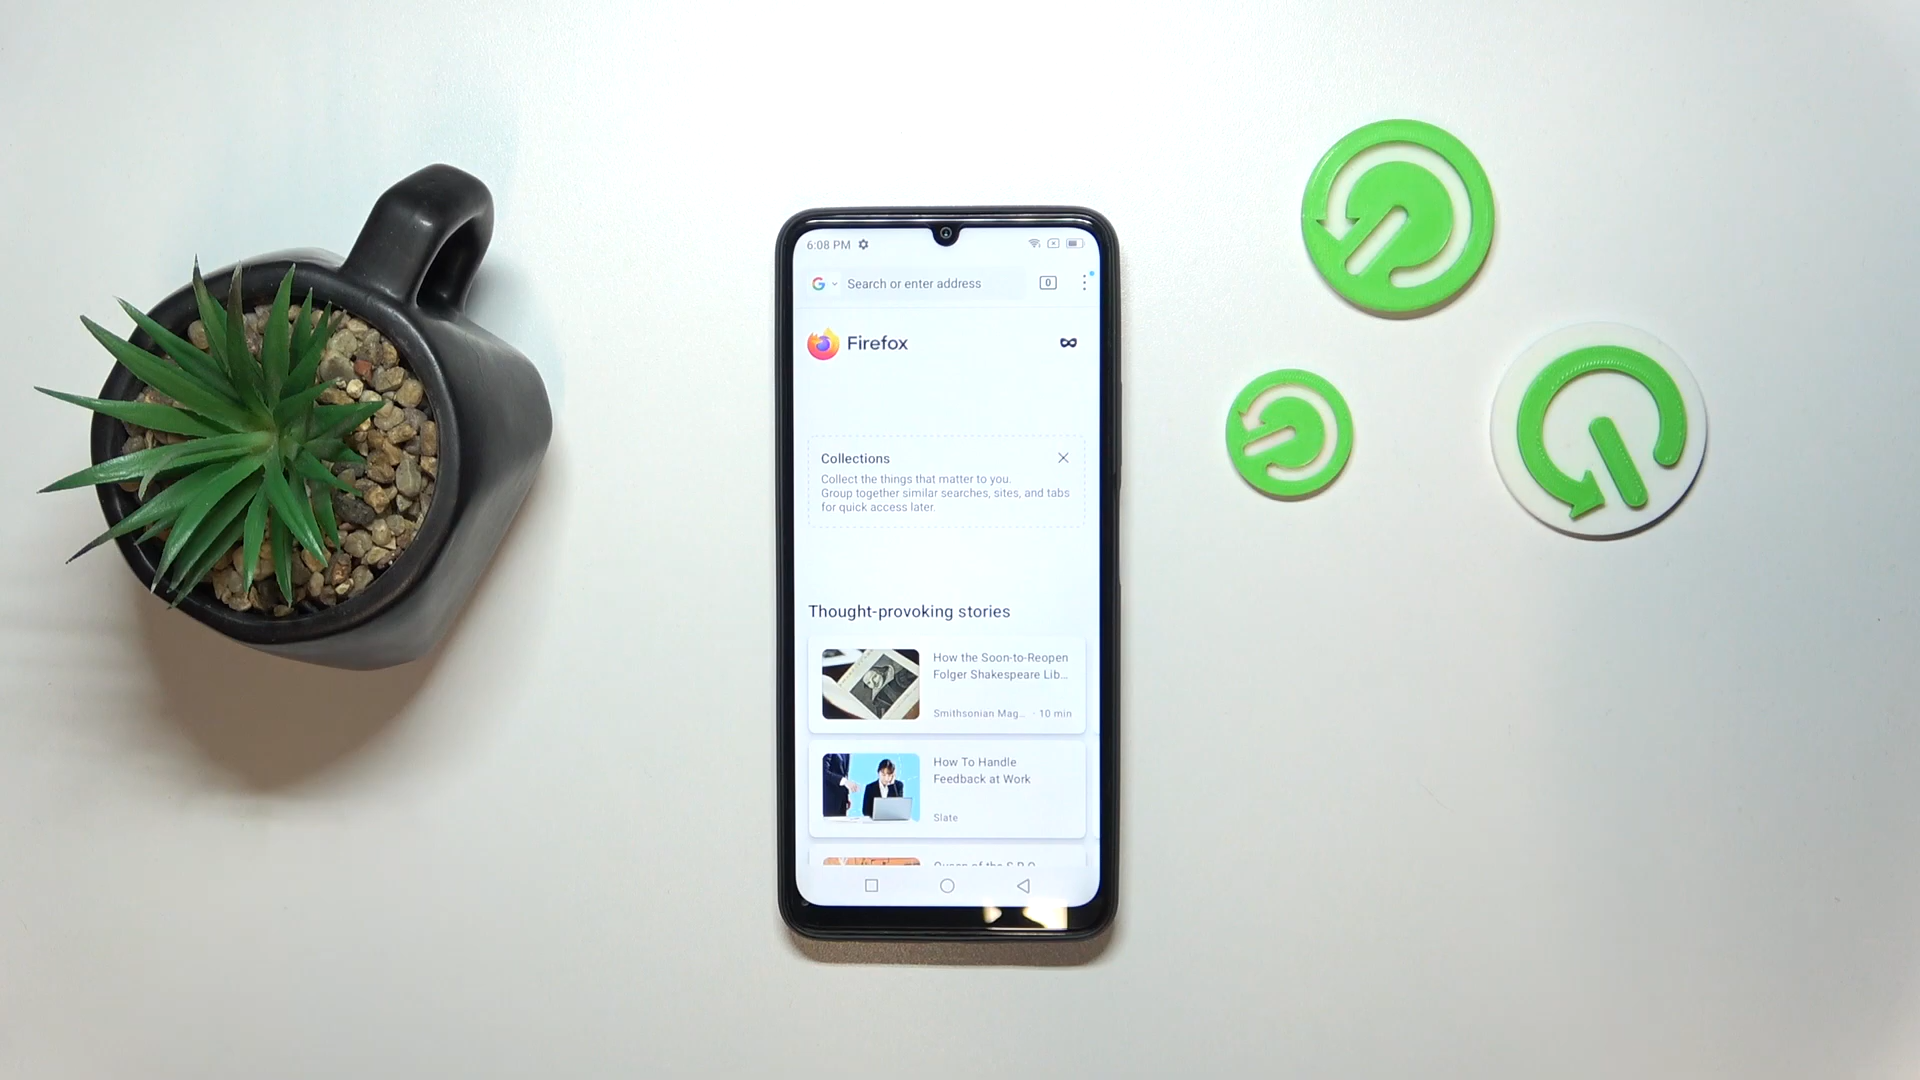 6:08 PM
Search or enter address
0
Firefox
Collections
Collect the things that matter to you.
Group together similar searches, sites, and tabs
for quick access later.
Thought-provoking stories
How the Soon-to-Reopen
Folger Shakespeare Lib...
Smithsonian Mag... · 10 min
How To Handle
Feedback at Work
Slate